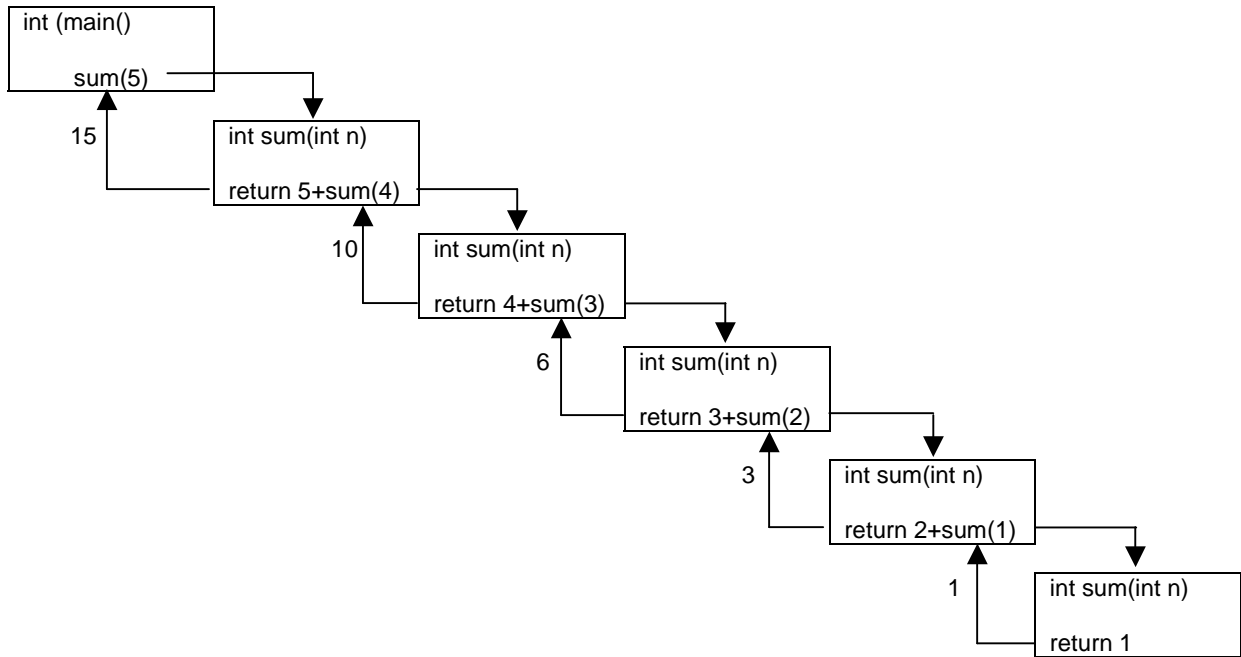 int (main()
sum(5)
15
int sum(int n)
return 5+sum(4)
10
int sum(int n)
return 4+sum(3)
6
int sum(int n)
return 3+sum(2)
3
int sum(int n)
return 2+sum(1)
1
int sum(int n)
return 1